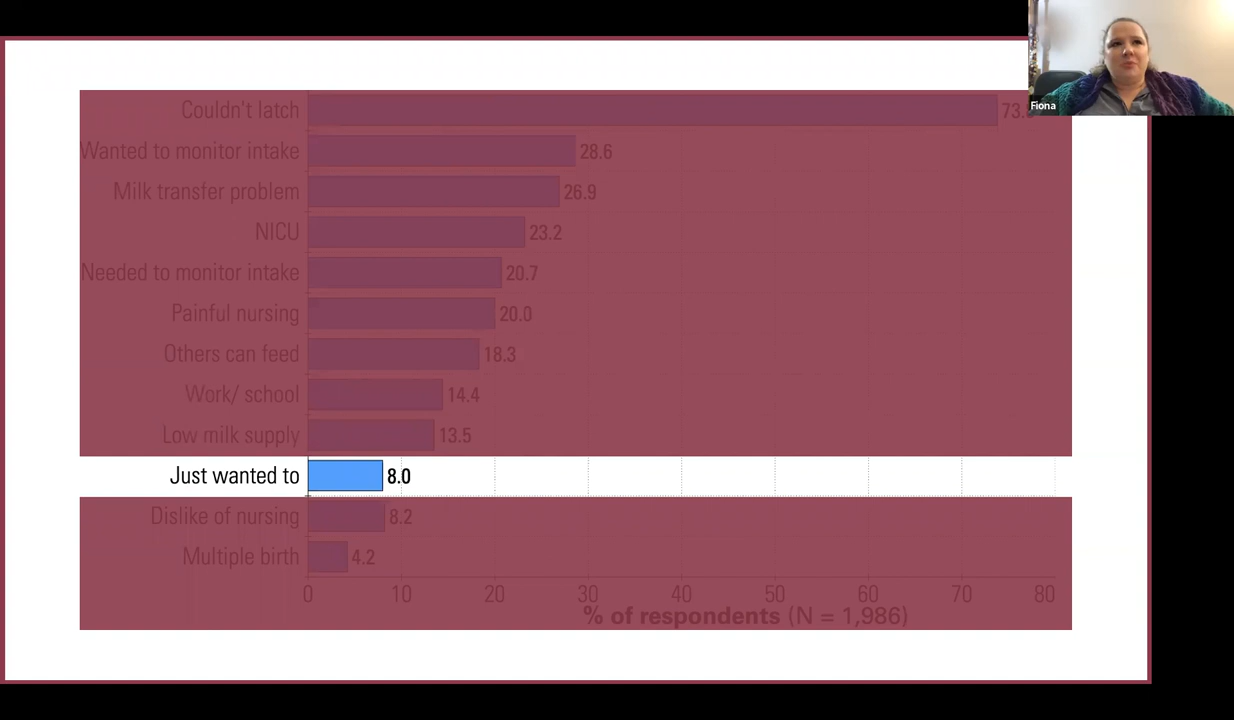 Couldn't latch 73.
Wanted to monitor intake 28.6
Milk transfer problem 26.9
NICU 23.2
Needed to monitor intake 20.7
Painful nursing 20.0
Others can feed 18.3
Work/ school 14.4
Low milk supply 13.5
Just wanted to 8.0
Dislike of nursing 8.2
Multiple birth 4.2
0 10 20 30 40 50 60 70 80
% of respondents (N = 1,986)
Fiona